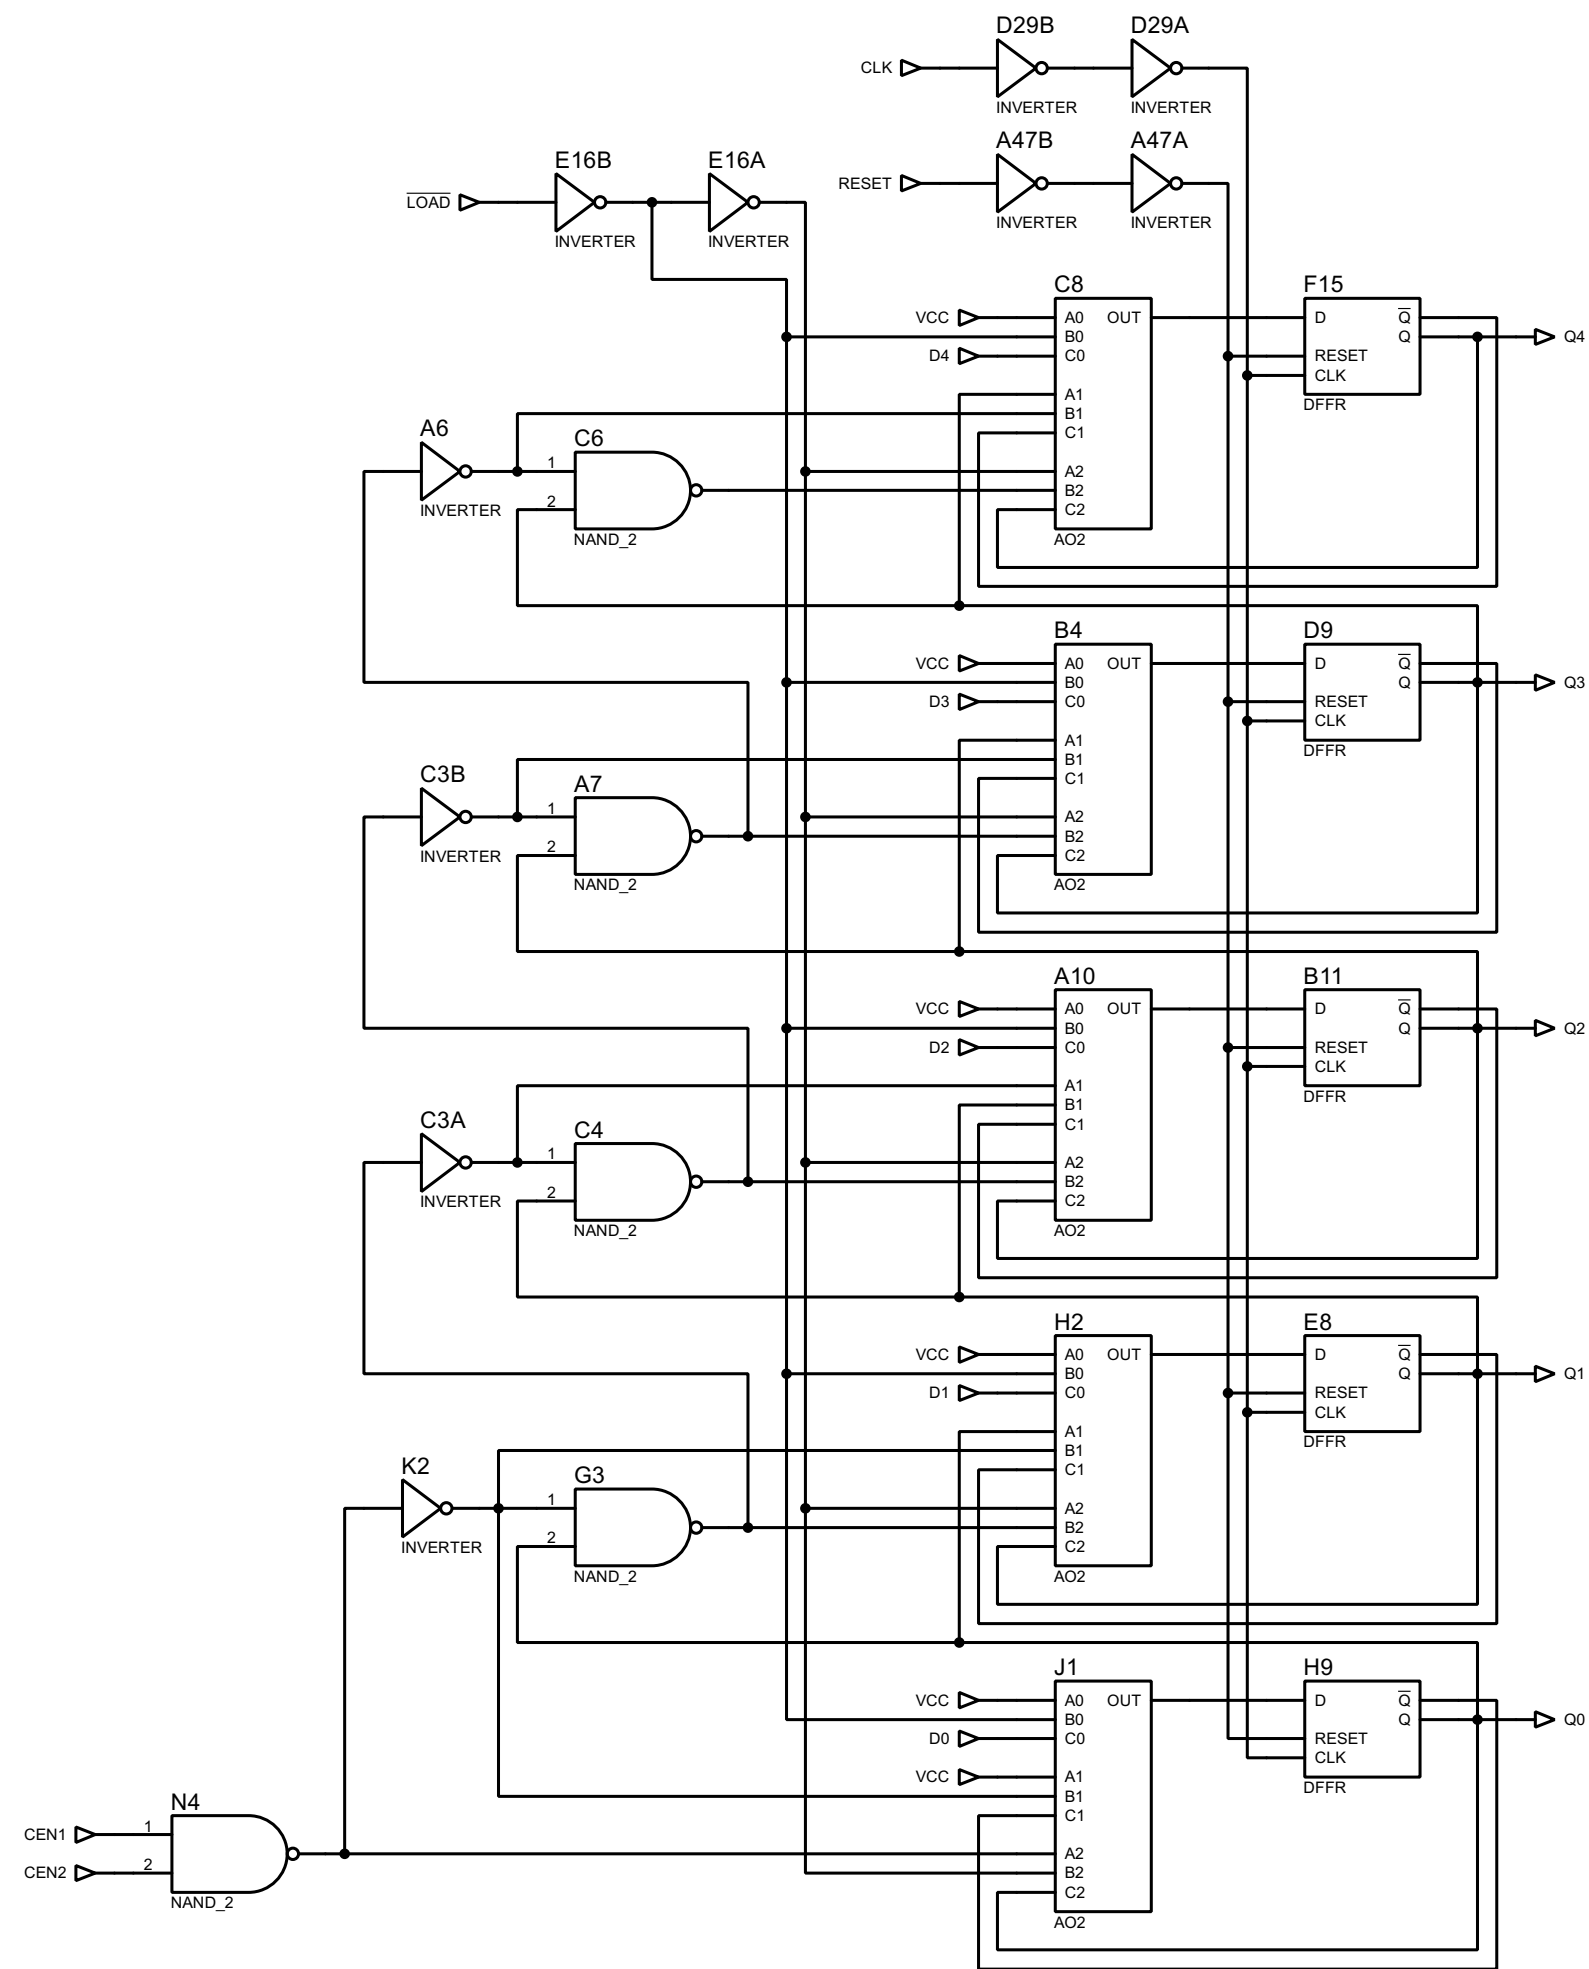 D29B D29A
CLK
INVERTER INVERTER
A47B A47A
E16B E16A
RESET
LOAD
INVERTER INVERTER
INVERTER INVERTER
C8 F15
VCC A0 OUT D Q
B0 Q Q4
D4 C0 RESET
CLK
A1 DFFR
B1
A6 C6 C1
1 A2
B2
INVERTER 2 C2
NAND_2 AO2
B4 D9
VCC A0 OUT D Q
B0 Q Q3
D3 C0 RESET
CLK
A1 DFFR
B1
C3B A7 C1
1 A2
B2
INVERTER 2 C2
NAND_2 AO2
A10 B11
VCC A0 OUT D Q
B0 Q Q2
D2 C0 RESET
CLK
A1 DFFR
B1
C3A C4 C1
1 A2
B2
INVERTER 2 C2
NAND_2 AO2
H2 E8
VCC A0 OUT D Q
B0 Q Q1
D1 C0 RESET
CLK
A1 DFFR
B1
K2 G3 C1
1 A2
B2
INVERTER 2 C2
NAND_2 AO2
J1 H9
VCC A0 OUT D Q
B0 Q Q0
D0 C0 RESET
CLK
VCC A1 DFFR
B1
N4 C1
CEN1 1
A2
CEN2 2 B2
C2
NAND_2
AO2